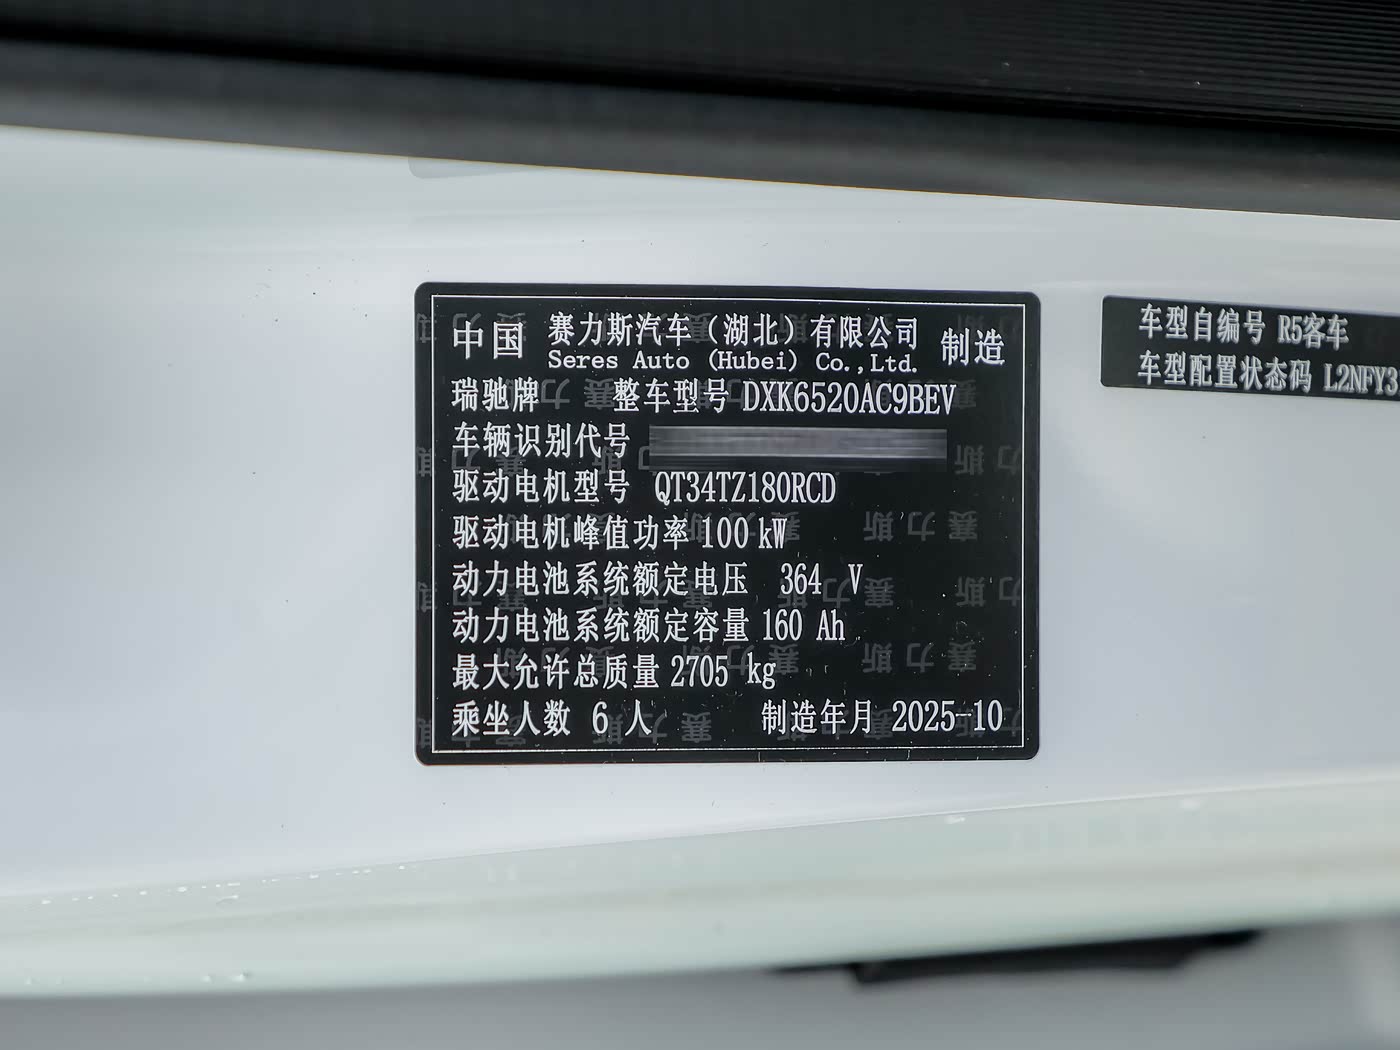 中国 赛力斯汽车（湖北）有限公司 制造
Seres Auto (Hubei) Co.,Ltd.
瑞驰牌 整车型号 DXK6520AC9BEV
车辆识别代号
驱动电机型号 QT34TZ180RCD
驱动电机峰值功率 100 kW
动力电池系统额定电压 364 V
动力电池系统额定容量 160 Ah
最大允许总质量 2705 kg
乘坐人数 6 人 制造年月 2025-10
车型自编号 R5客车
车型配置状态码 L2NFY3